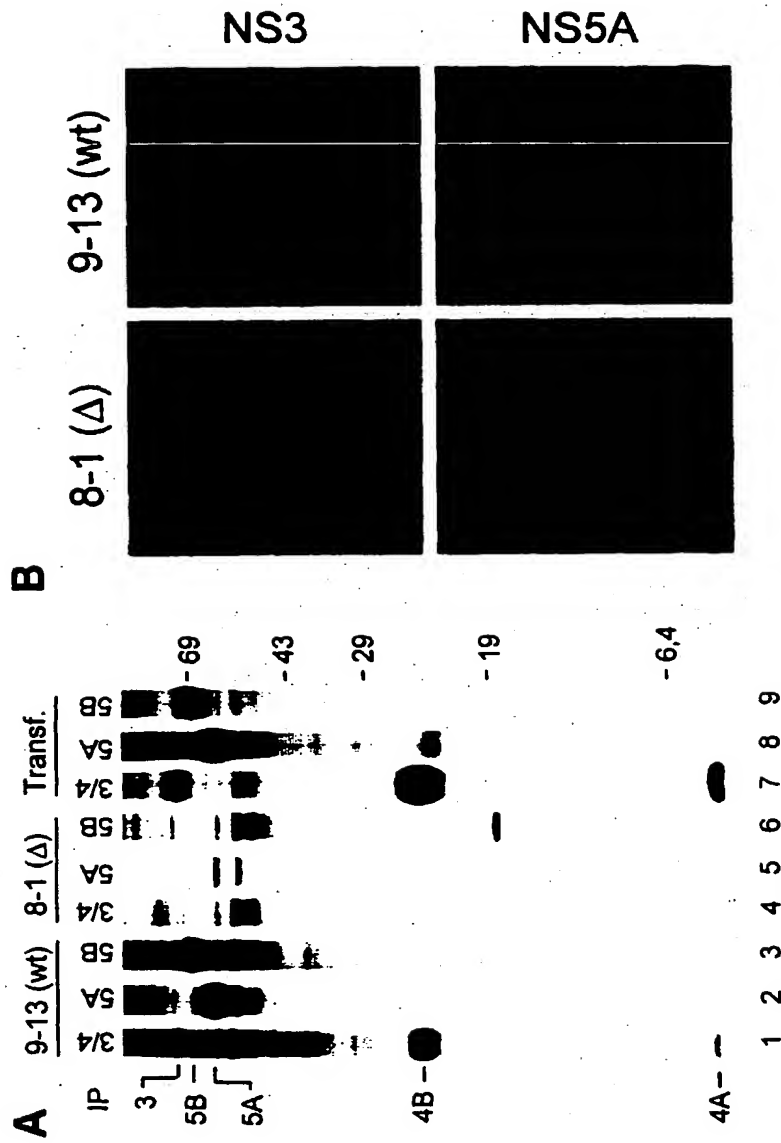 A
9-13 (wt) 8-1 (Δ) Transf.
IP 3/4 5A 5B 3/4 5A 5B 3/4 5A 5B
3
5B
5A
4B –
4A –
- 69
- 43
- 29
- 19
- 6,4
1 2 3 4 5 6 7 8 9
B
8-1 (Δ) 9-13 (wt)
NS3
NS5A